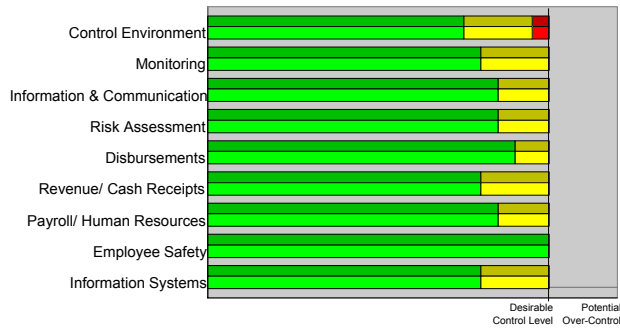 Control Environment
Monitoring
Information & Communication
Risk Assessment
Disbursements
Revenue/ Cash Receipts
Payroll/ Human Resources
Employee Safety
Information Systems
Desirable Potential
Control Level Over-Control